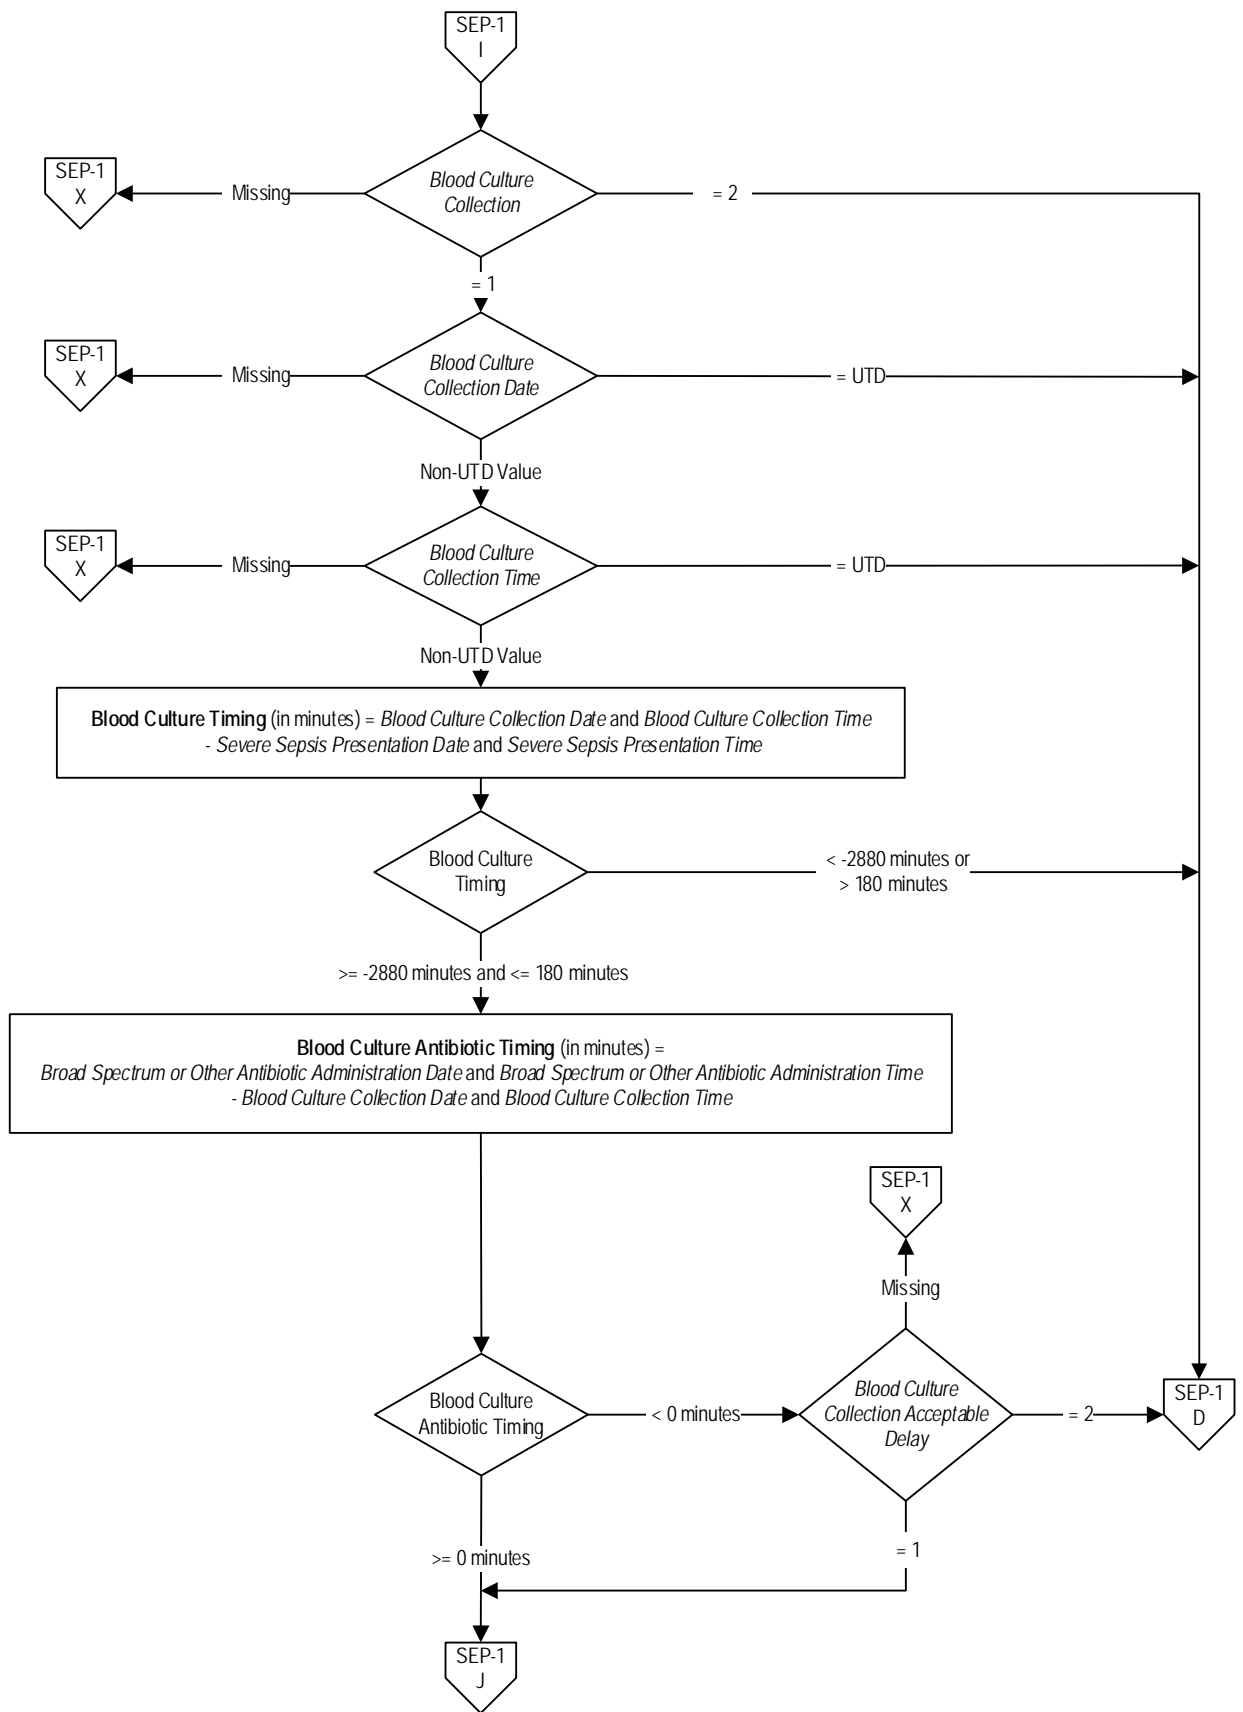 SEP-1
I
SEP-1
X
Missing
Blood Culture
Collection
= 2
= 1
SEP-1
X
Missing
Blood Culture
Collection Date
= UTD
Non-UTD Value
SEP-1
X
Missing
Blood Culture
Collection Time
= UTD
Non-UTD Value
Blood Culture Timing (in minutes) = Blood Culture Collection Date and Blood Culture Collection Time
- Severe Sepsis Presentation Date and Severe Sepsis Presentation Time
Blood Culture
Timing
< -2880 minutes or
> 180 minutes
>= -2880 minutes and <= 180 minutes
Blood Culture Antibiotic Timing (in minutes) =
Broad Spectrum or Other Antibiotic Administration Date and Broad Spectrum or Other Antibiotic Administration Time
- Blood Culture Collection Date and Blood Culture Collection Time
SEP-1
X
Missing
Blood Culture
Antibiotic Timing
< 0 minutes
Blood Culture
Collection Acceptable
Delay
= 2
SEP-1
D
>= 0 minutes
= 1
SEP-1
J